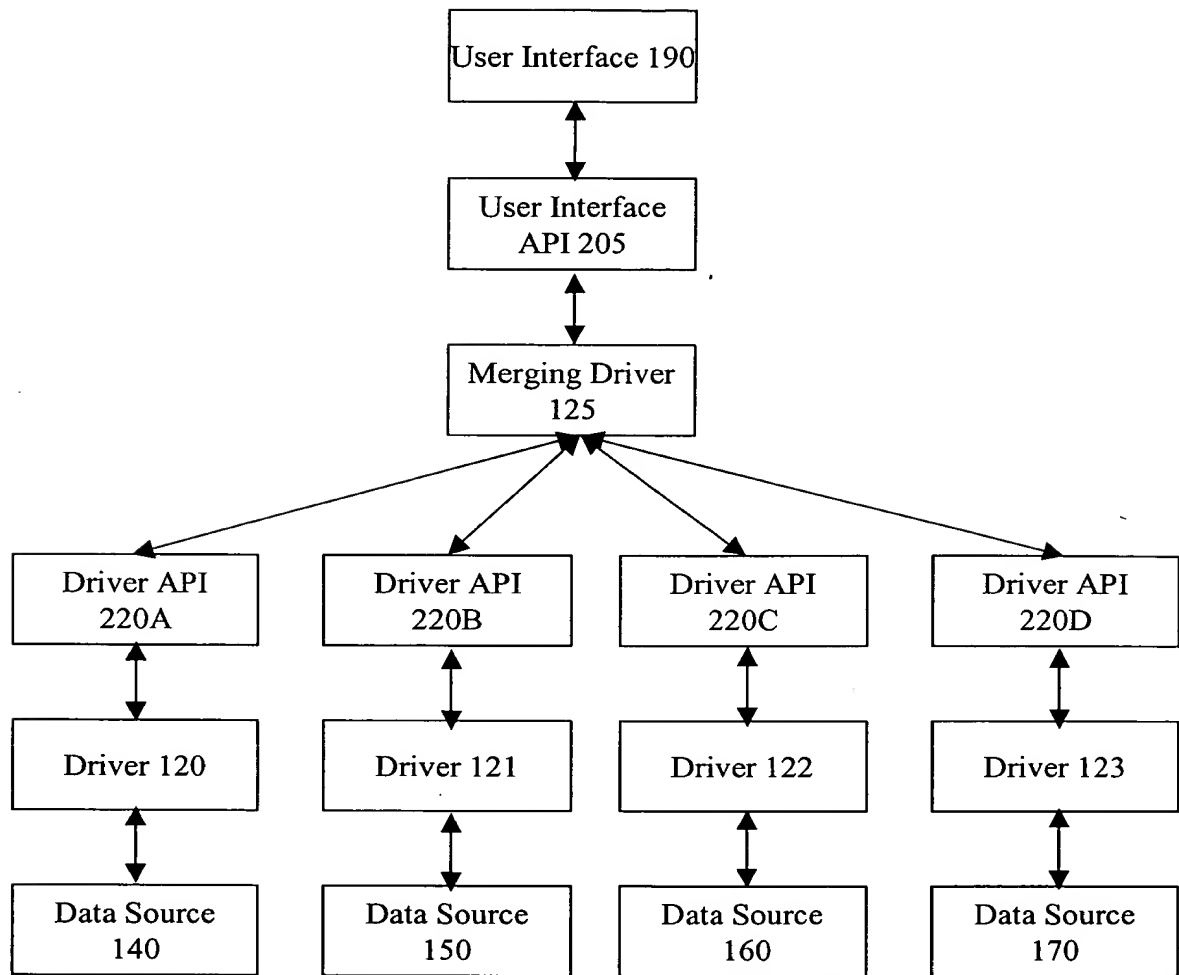 User Interface 190
User Interface
API 205
Merging Driver
125
Driver API
220A
Driver API
220B
Driver API
220C
Driver API
220D
Driver 120
Driver 121
Driver 122
Driver 123
Data Source
140
Data Source
150
Data Source
160
Data Source
170